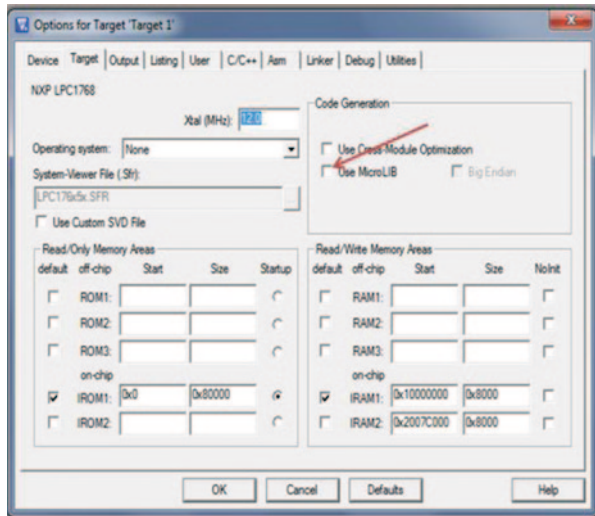 Options for Target 'Target 1'
Device Target Output Listing User C/C++ Asm Linker Debug Utilities
NXP LPC1768
Xtal (MHz): 12.0
Operating system: None
System-Viewer File (.Sfr):
LPC176x5x.SFR
...
Use Custom SVD File
Code Generation
Use Cross-Module Optimization
Use MicroLIB Big Endian
Read/Only Memory Areas
default off-chip Start Size Startup
ROM1:
ROM2:
ROM3:
on-chip
IROM1: 0x0 0x80000
IROM2:
Read/Write Memory Areas
default off-chip Start Size NoInit
RAM1:
RAM2:
RAM3:
on-chip
IRAM1: 0x10000000 0x8000
IRAM2: 0x2007C000 0x8000
OK Cancel Defaults Help